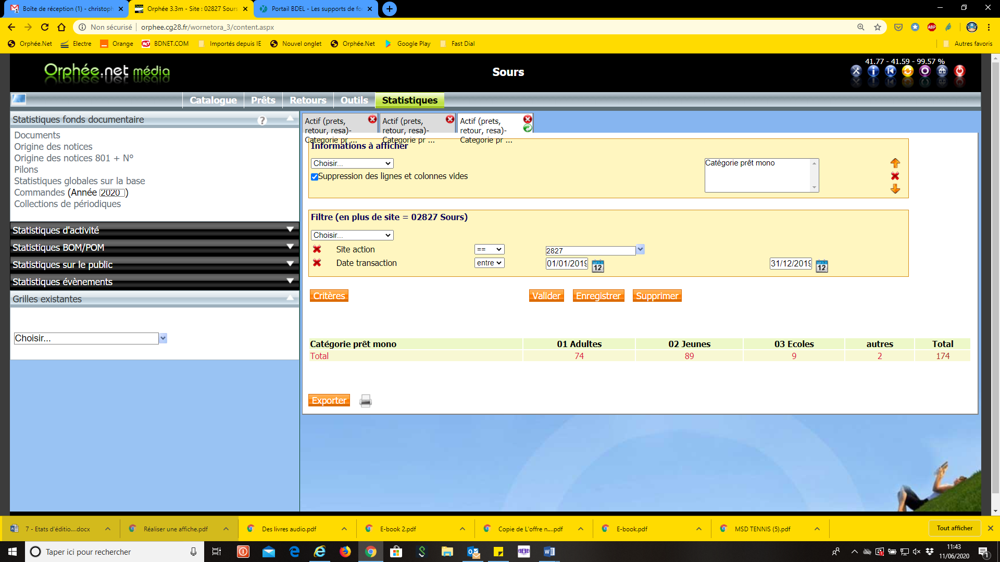 Boîte de réception (1) - christoph
Orphée 3.3m - Site : 02827 Sours
Portail BDEL - Les supports de fo
Non sécurisé
orphee.cg28.fr/wornetora_3/content.aspx
Orphée.Net
Electre
Orange
BDNET.COM
Importés depuis IE
Nouvel onglet
Orphée.Net
Google Play
Fast Dial
Autres favoris
Orphée.net média
Sours
41.77 - 41.59 - 99.57 %
Catalogue
Prêts
Retours
Outils
Statistiques
Statistiques fonds documentaire
?
Documents
Origine des notices
Origine des notices 801 + N°
Pilons
Statistiques globales sur la base
Commandes (Année 2020 )
Collections de périodiques
Statistiques d'activité
Statistiques BOM/POM
Statistiques sur le public
Statistiques évènements
Grilles existantes
Choisir...
Actif (prets,
retour, resa)-
Categorie pr ...
Actif (prets,
retour, resa)-
Categorie pr ...
Actif (prets,
retour, resa)-
Categorie pr ...
Informations à afficher
Choisir...
Suppression des lignes et colonnes vides
Catégorie prêt mono
Filtre (en plus de site = 02827 Sours)
Choisir...
Site action == 2827
Date transaction entre 01/01/2019 12 31/12/2019 12
Critères
Valider
Enregistrer
Supprimer
Catégorie prêt mono 01 Adultes 02 Jeunes 03 Ecoles autres Total
Total 74 89 9 2 174
Exporter
7 - Etats d'éditio....docx
Réaliser une affiche.pdf
Des livres audio.pdf
E-book 2.pdf
Copie de L'offre n....pdf
E-book.pdf
MSD TENNIS (5).pdf
Tout afficher
Taper ici pour rechercher
11:43
11/06/2020
1